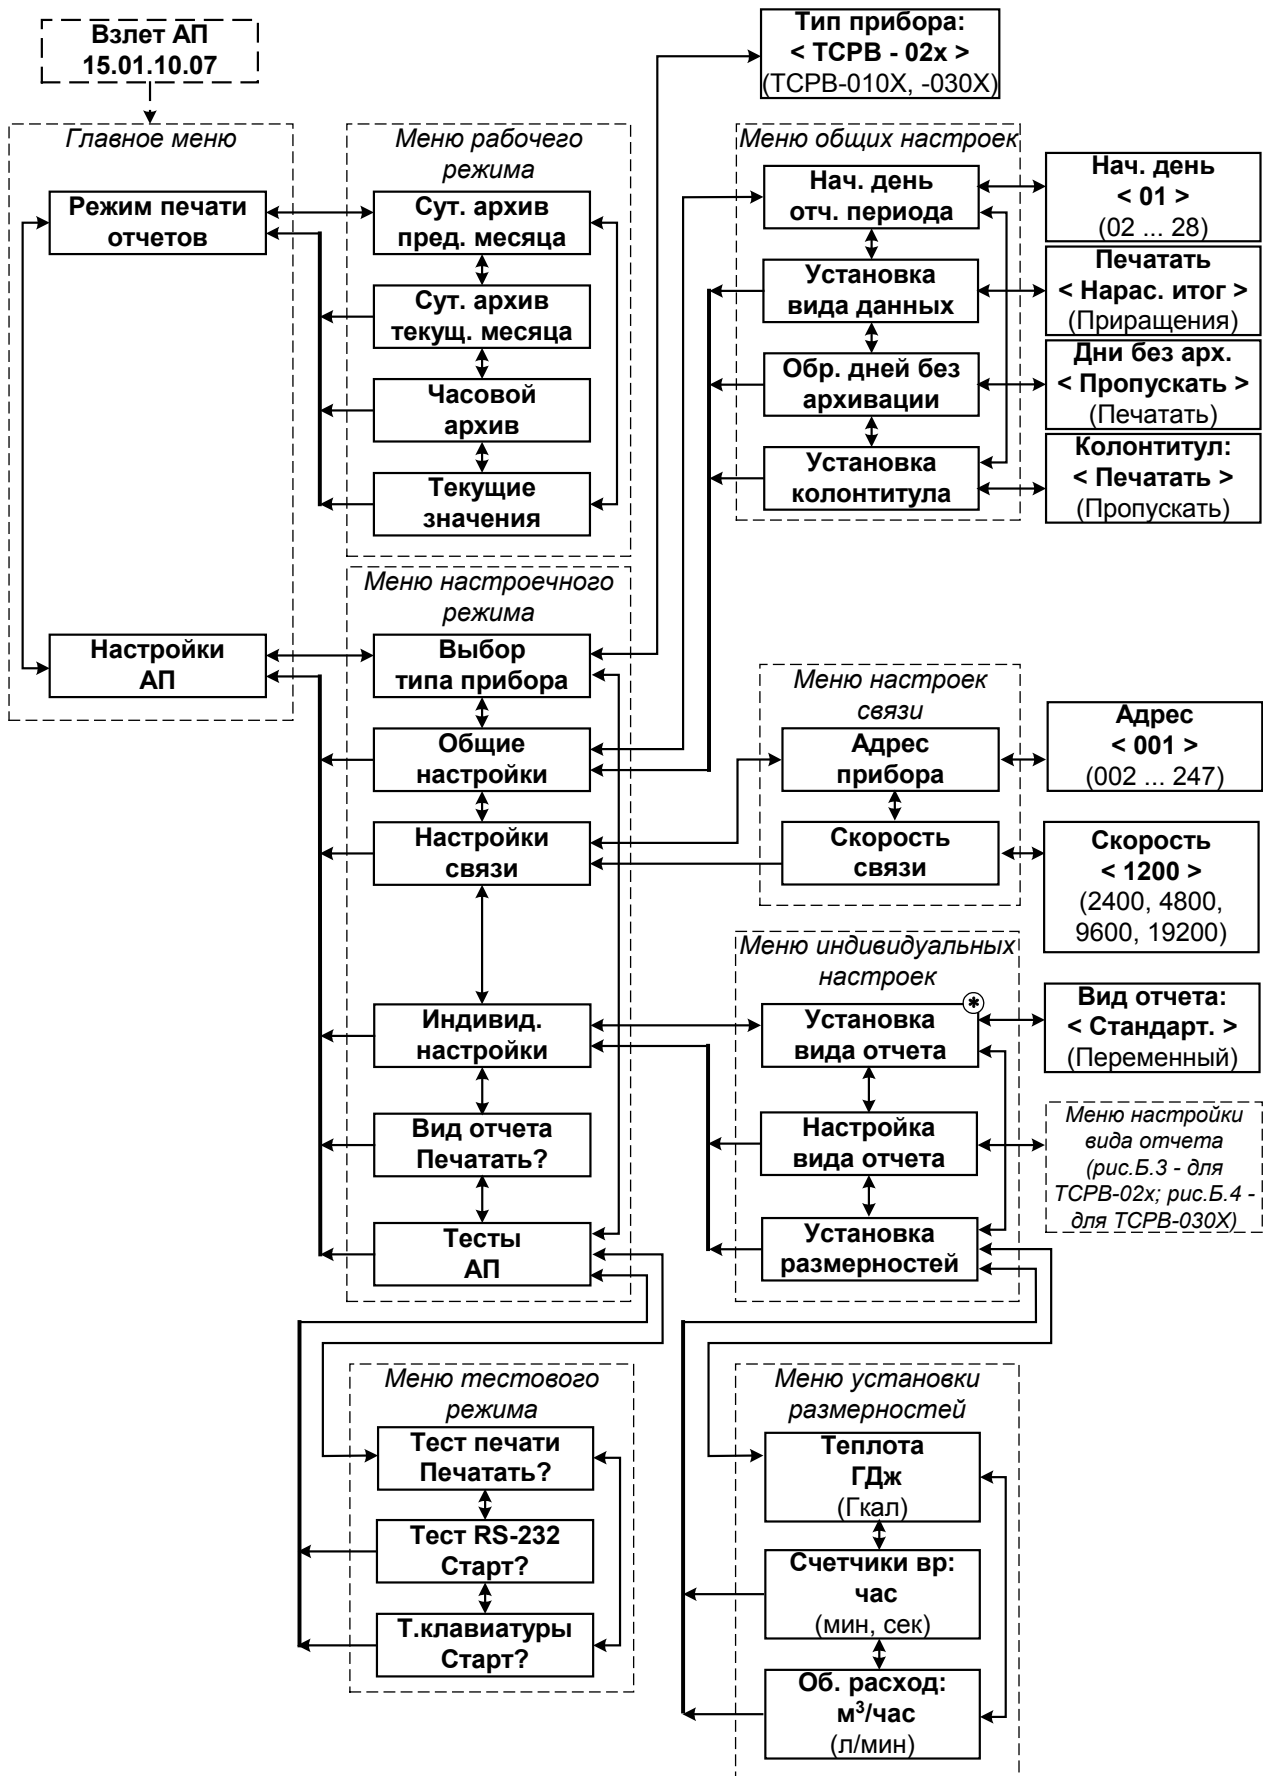 Взлет АП
15.01.10.07
Тип прибора:
< ТСРВ - 02х >
(ТСРВ-010Х, -030Х)
Главное меню
Режим печати
отчетов
Настройки
АП
Меню рабочего
режима
Сут. архив
пред. месяца
Сут. архив
текущ. месяца
Часовой
архив
Текущие
значения
Меню общих настроек
Нач. день
отч. периода
Установка
вида данных
Обр. дней без
архивации
Установка
колонтитула
Нач. день
< 01 >
(02 ... 28)
Печатать
< Нарас. итог >
(Приращения)
Дни без арх.
< Пропускать >
(Печатать)
Колонтитул:
< Печатать >
(Пропускать)
Меню настроечного
режима
Выбор
типа прибора
Общие
настройки
Настройки
связи
Индивид.
настройки
Вид отчета
Печатать?
Тесты
АП
Меню настроек
связи
Адрес
прибора
Скорость
связи
Адрес
< 001 >
(002 ... 247)
Скорость
< 1200 >
(2400, 4800,
9600, 19200)
Меню индивидуальных
настроек
*
Установка
вида отчета
Настройка
вида отчета
Установка
размерностей
Вид отчета:
< Стандарт. >
(Переменный)
Меню настройки
вида отчета
(рис.Б.3 - для
ТСРВ-02х; рис.Б.4 -
для ТСРВ-030Х)
Меню тестового
режима
Тест печати
Печатать?
Тест RS-232
Старт?
Т.клавиатуры
Старт?
Меню установки
размерностей
Теплота
ГДж
(Гкал)
Счетчики вр:
час
(мин, сек)
Об. расход:
м³/час
(л/мин)